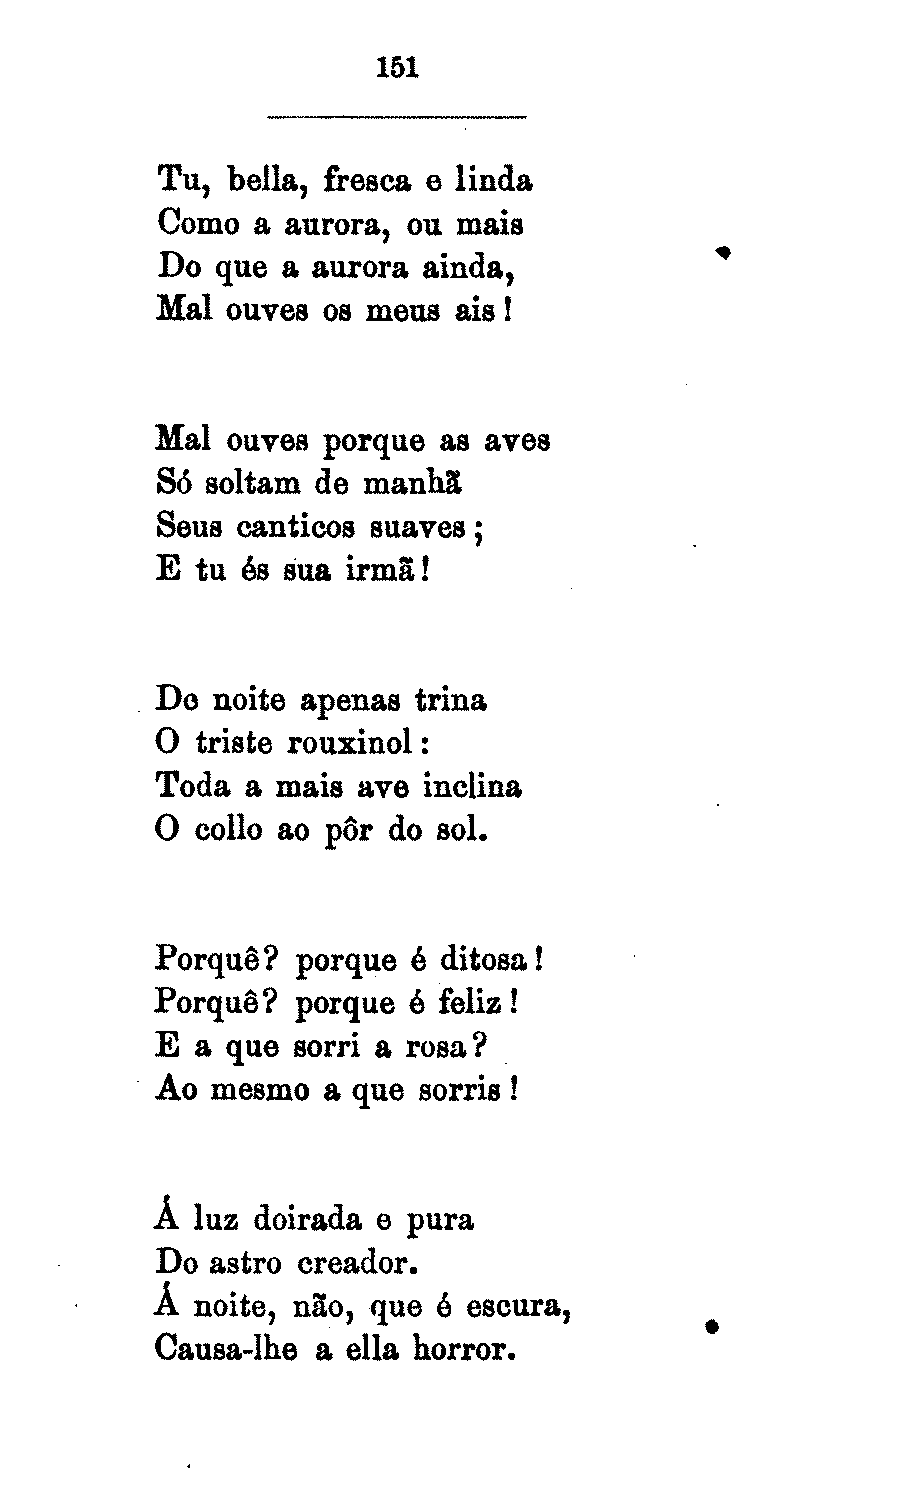 151
Tu, bella, fresca e linda
Como a aurora, ou mais
Do que a aurora ainda,
Mal ouves os meus ais!
Mal ouves porque as aves
Só soltam de manhã
Seus canticos suaves;
E tu és sua irmã!
De noite apenas trina
O triste rouxinol:
Toda a mais ave inclina
O collo ao pôr do sol.
Porquê? porque é ditosa!
Porquê? porque é feliz!
E a que sorri a rosa?
Ao mesmo a que sorris!
Á luz doirada e pura
Do astro creador.
Á noite, não, que é escura,
Causa-lhe a ella horror.